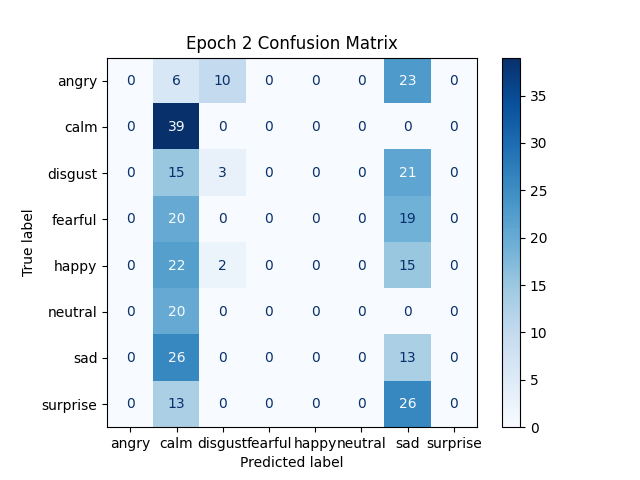 Epoch 2 Confusion Matrix
angry 0 6 10 0 0 0 23 0
calm 0 39 0 0 0 0 0 0
disgust 0 15 3 0 0 0 21 0
fearful 0 20 0 0 0 0 19 0
happy 0 22 2 0 0 0 15 0
neutral 0 20 0 0 0 0 0 0
sad 0 26 0 0 0 0 13 0
surprise 0 13 0 0 0 0 26 0
angry calm disgust fearful happy neutral sad surprise
True label
Predicted label
35
30
25
20
15
10
5
0